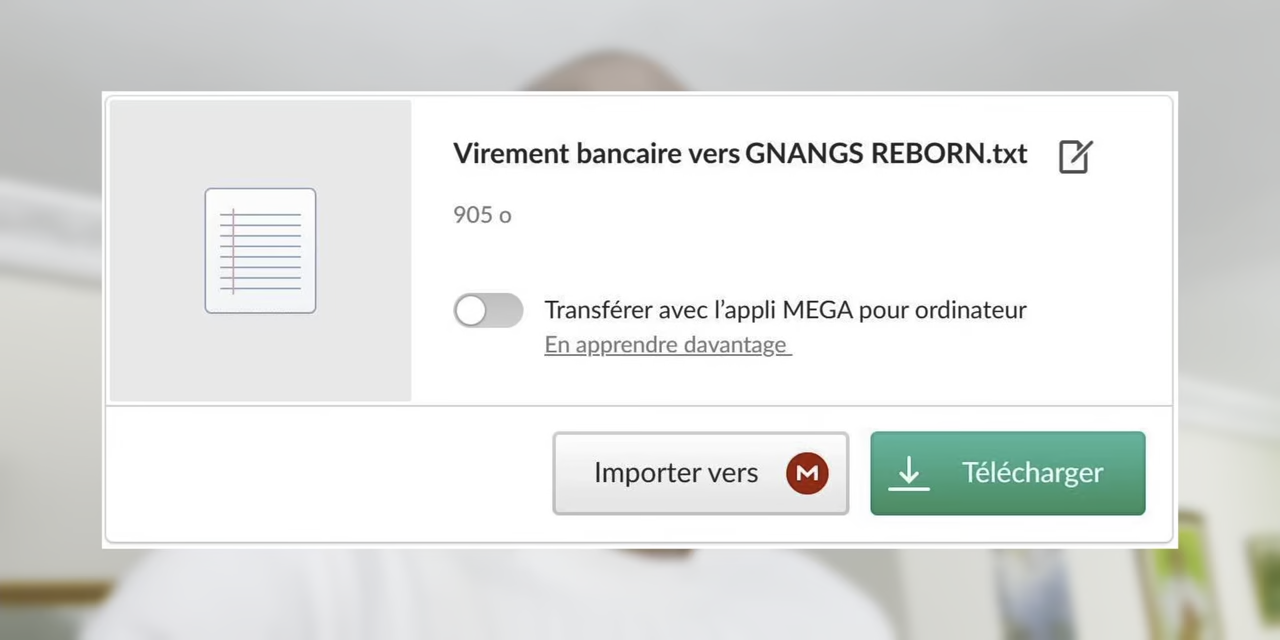 Virement bancaire vers GNANGS REBORN.txt
905 o
Transférer avec l’appli MEGA pour ordinateur
En apprendre davantage
Importer vers M
Télécharger